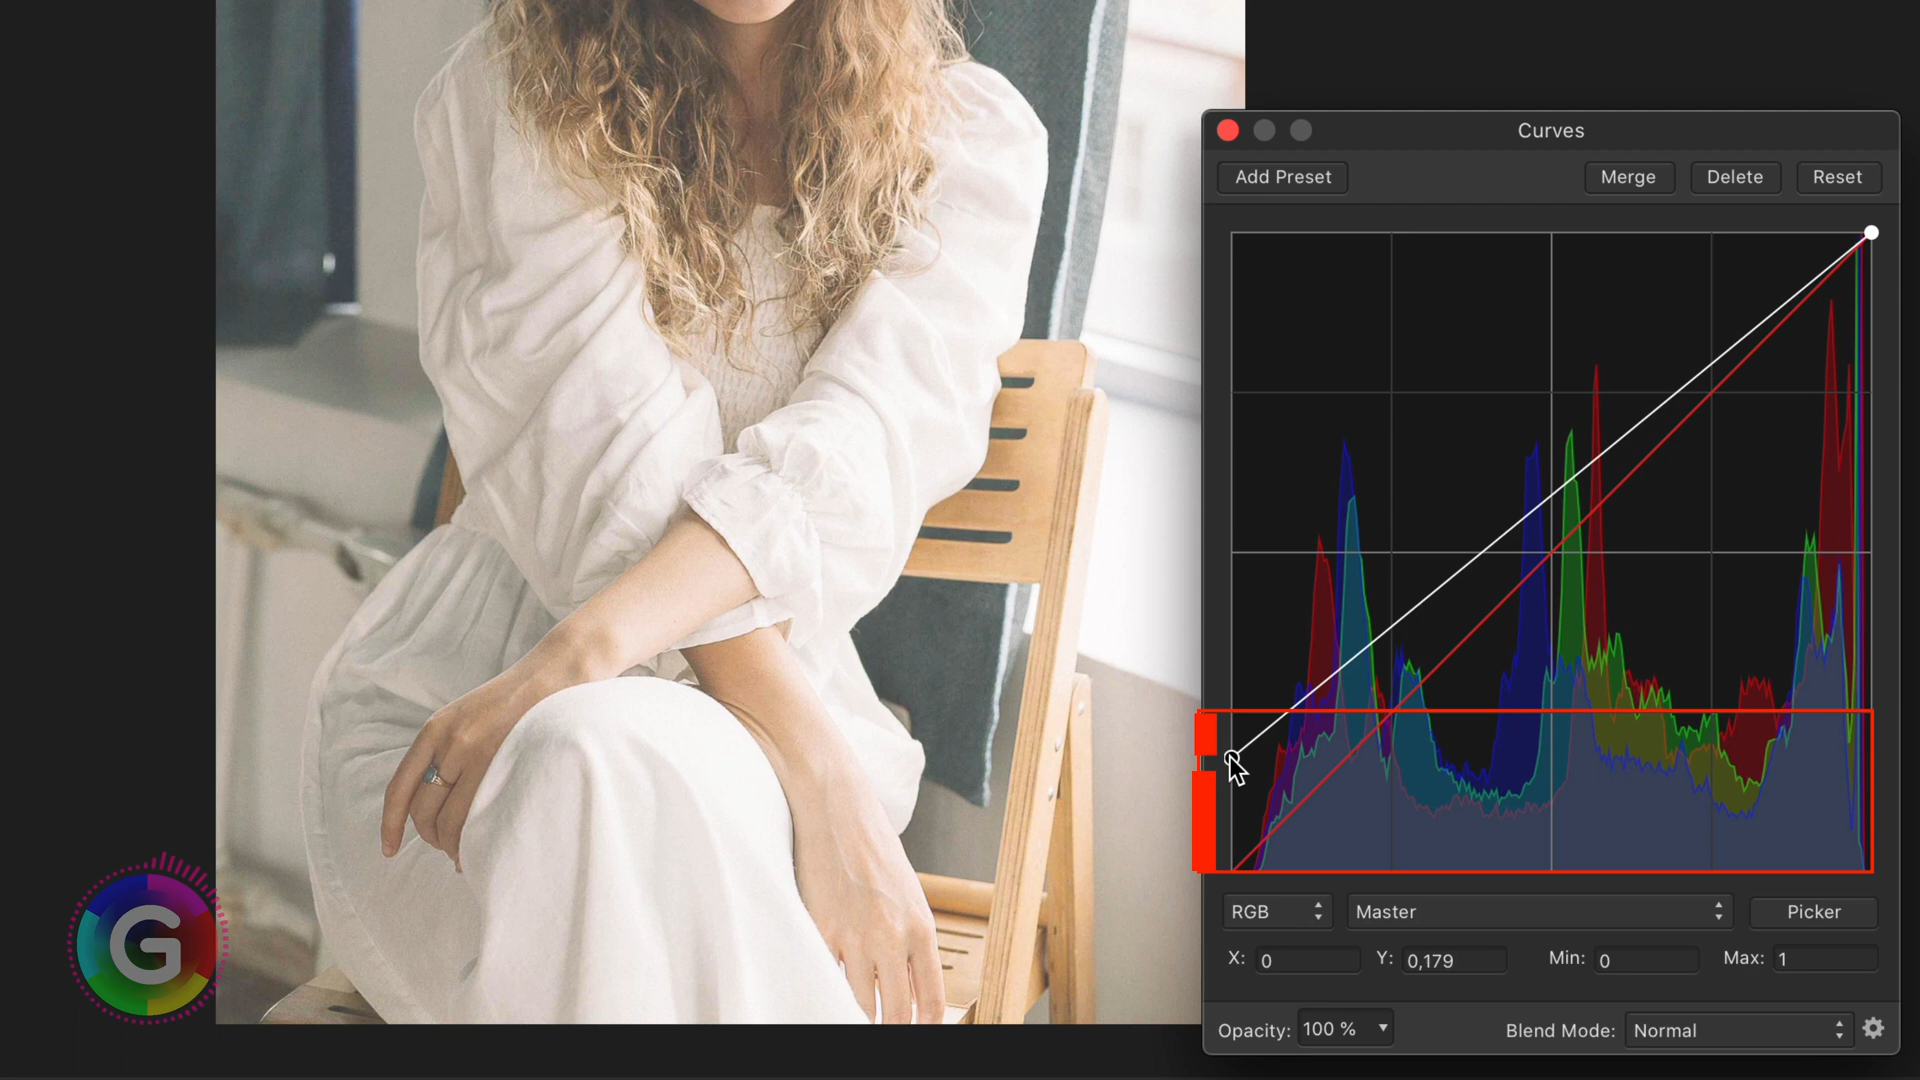 Curves
Add Preset
Merge
Delete
Reset
RGB
Master
Picker
X: 0
Y: 0,179
Min: 0
Max: 1
Opacity: 100 %
Blend Mode: Normal
G